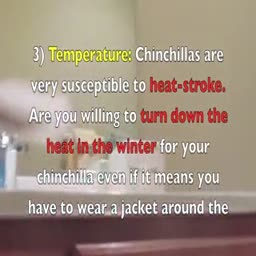 3) Temperature: Chinchillas are
very susceptible to heat-stroke.
Are you willing to turn down the
heat in the winter for your
chinchilla even if it means you
have to wear a jacket around the